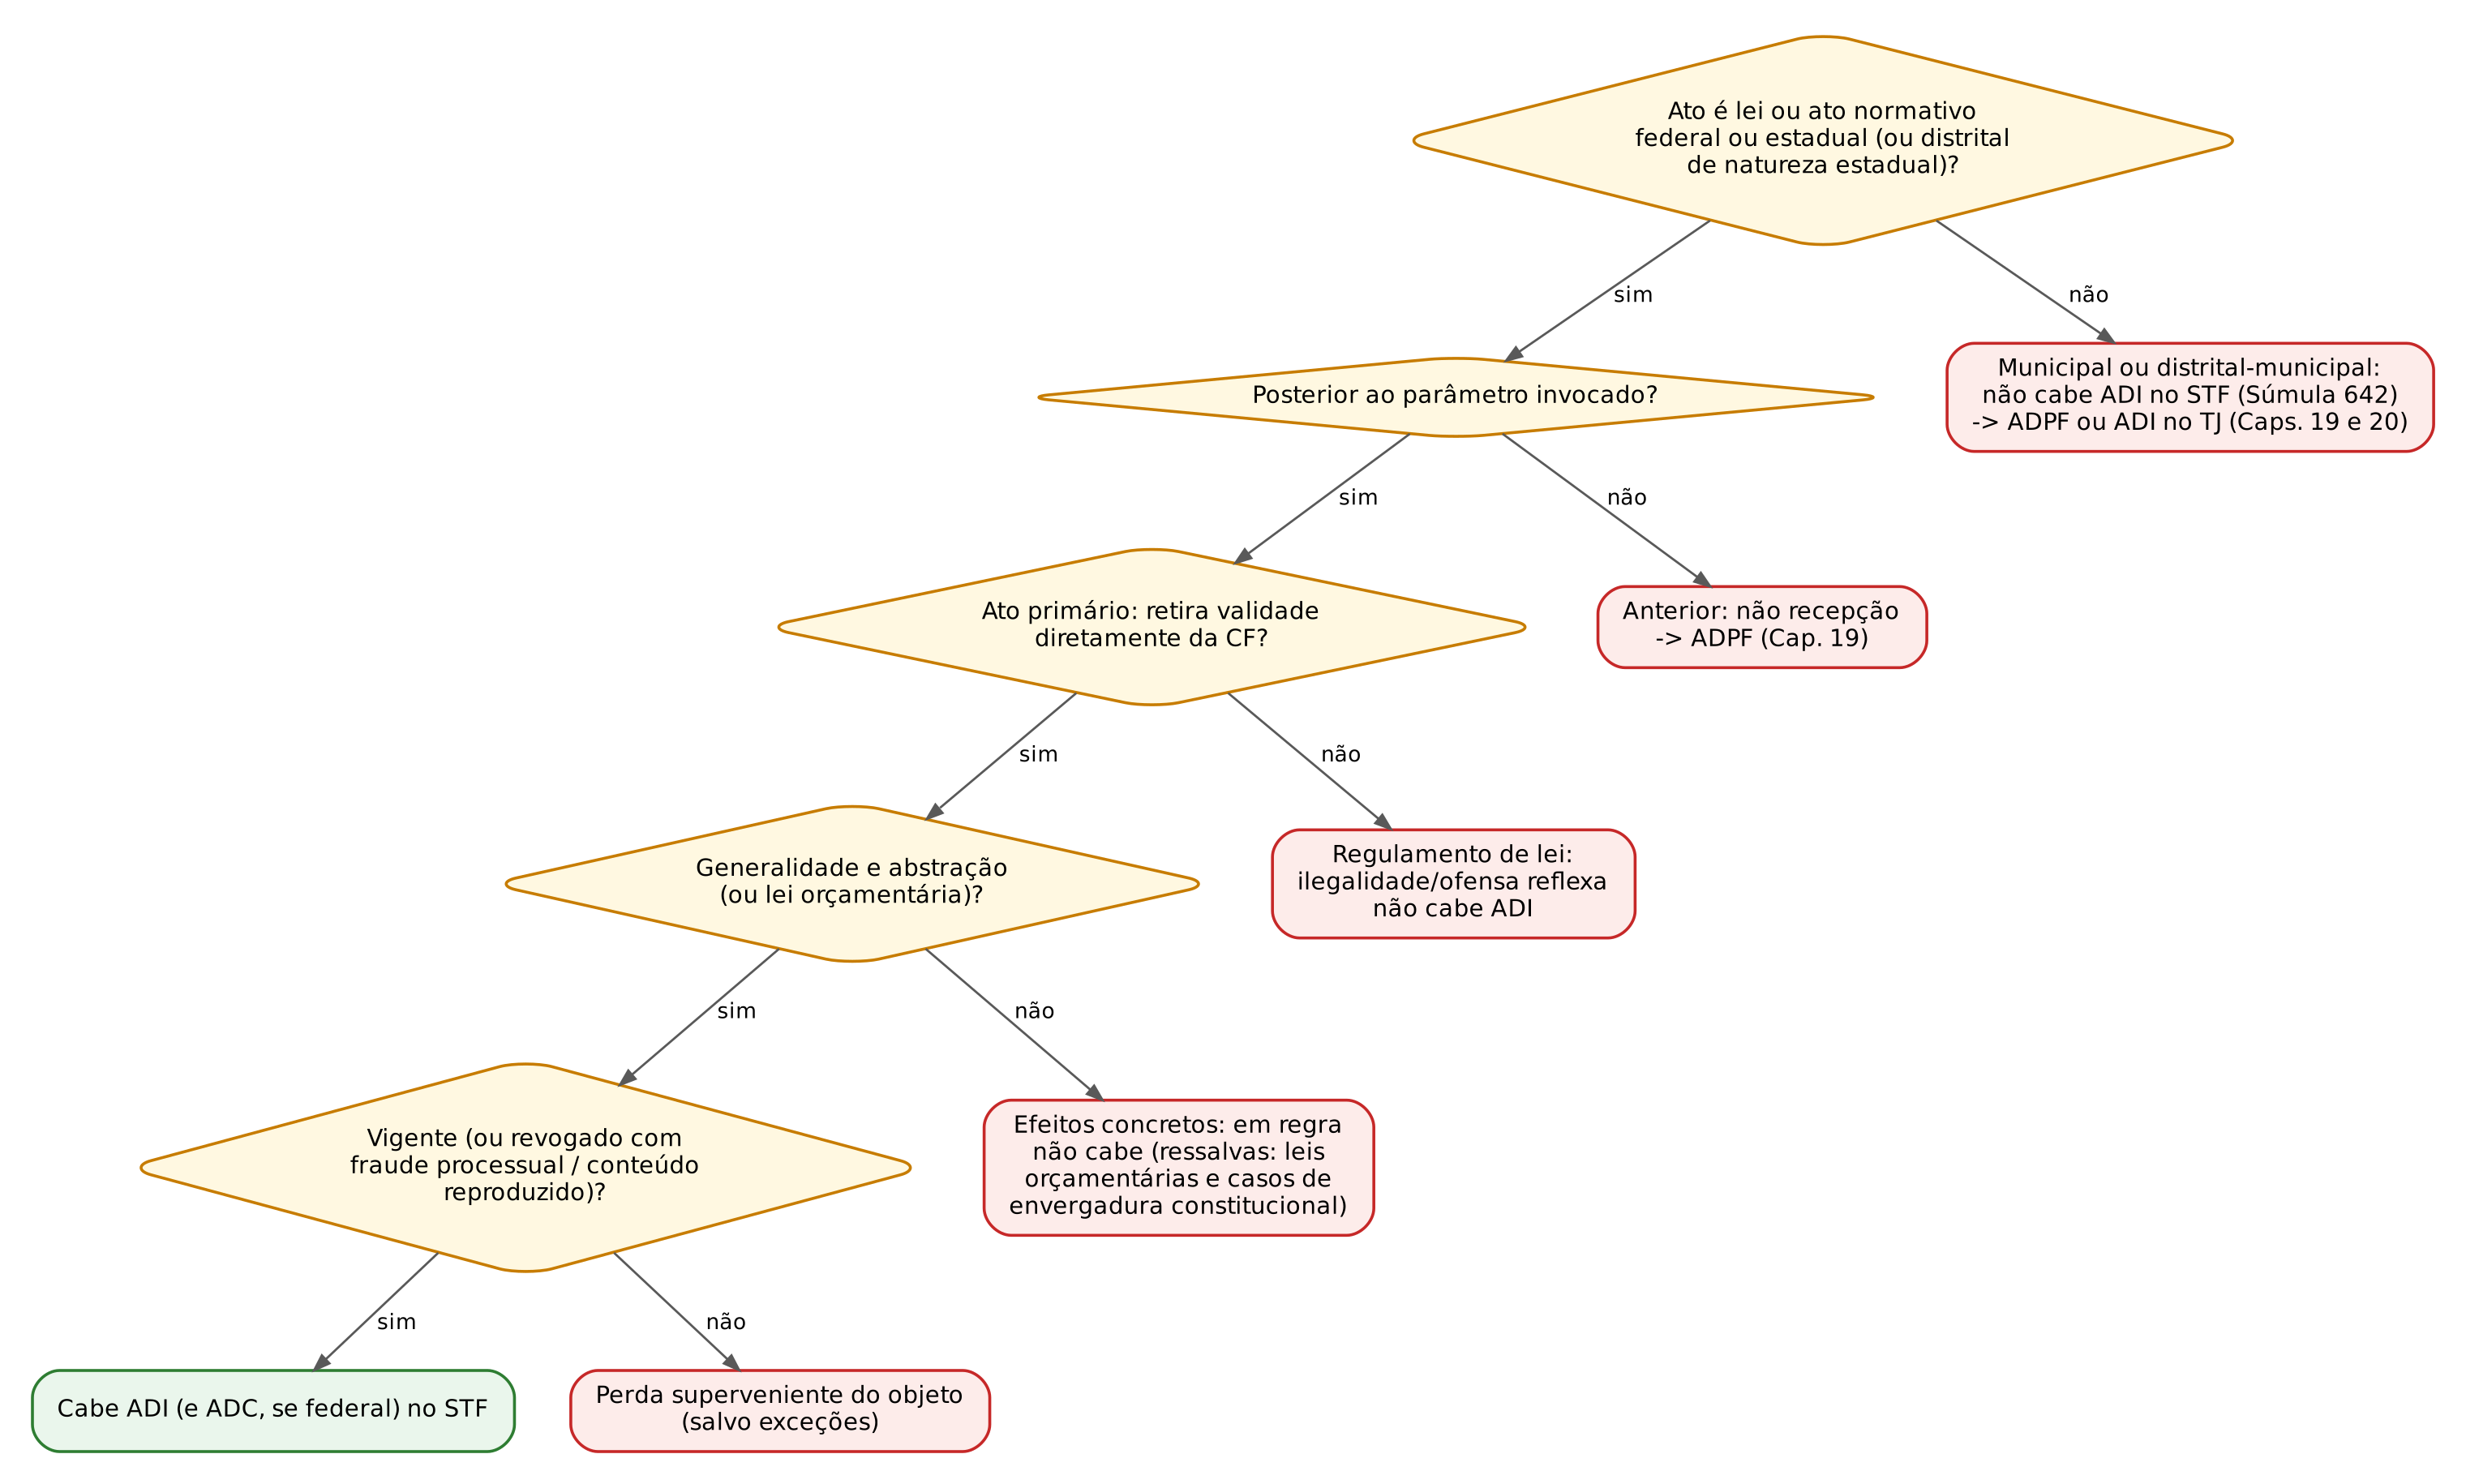 Ato é lei ou ato normativo
federal ou estadual (ou distrital
de natureza estadual)?
sim
não
Posterior ao parâmetro invocado?
Municipal ou distrital-municipal:
não cabe ADI no STF (Súmula 642)
-> ADPF ou ADI no TJ (Caps. 19 e 20)
sim
não
Ato primário: retira validade
diretamente da CF?
Anterior: não recepção
-> ADPF (Cap. 19)
sim
não
Generalidade e abstração
(ou lei orçamentária)?
Regulamento de lei:
ilegalidade/ofensa reflexa
não cabe ADI
sim
não
Vigente (ou revogado com
fraude processual / conteúdo
reproduzido)?
Efeitos concretos: em regra
não cabe (ressalvas: leis
orçamentárias e casos de
envergadura constitucional)
sim
não
Cabe ADI (e ADC, se federal) no STF
Perda superveniente do objeto
(salvo exceções)